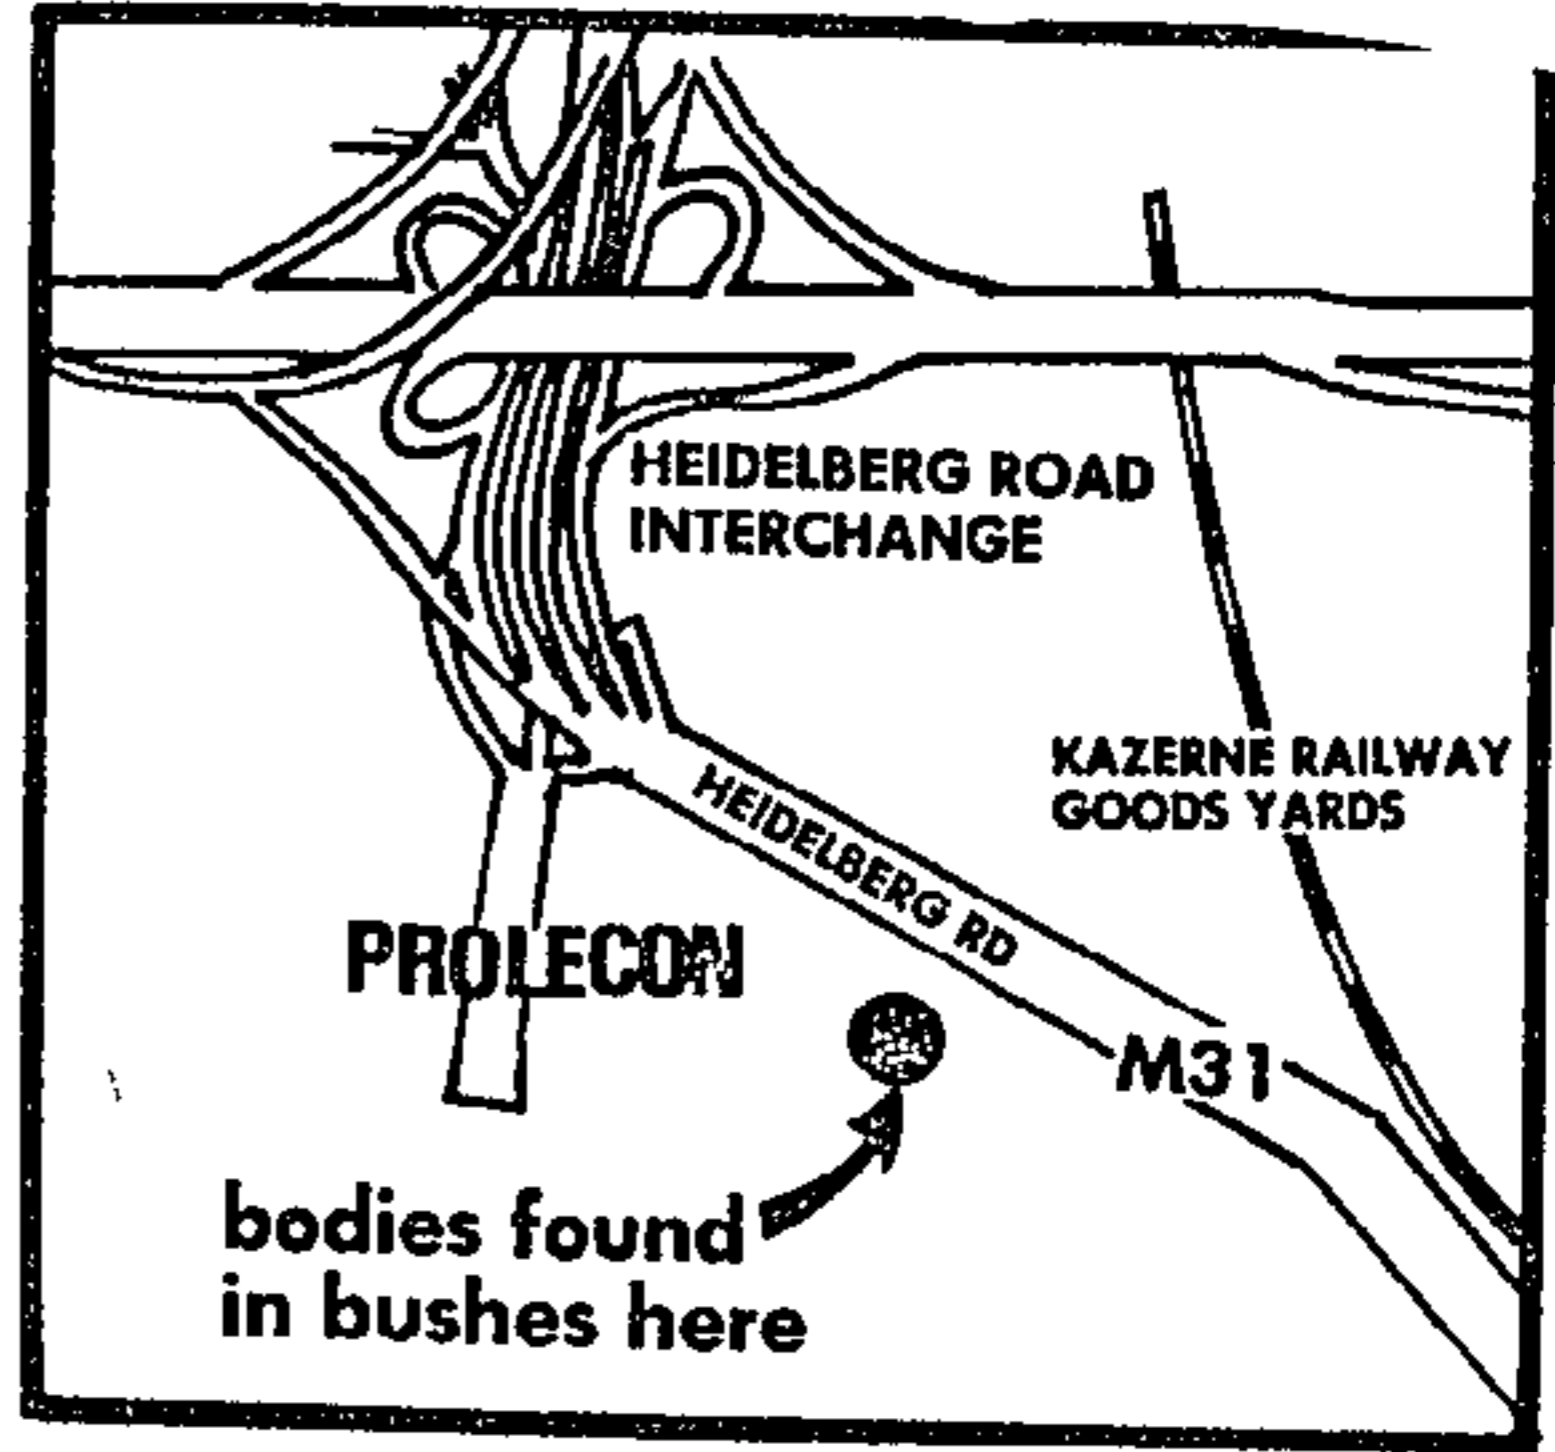 HEIDELBERG ROAD
INTERCHANGE
KAZERNE RAILWAY
GOODS YARDS
HEIDELBERG RD
PROLECON
M31
bodies found
in bushes here